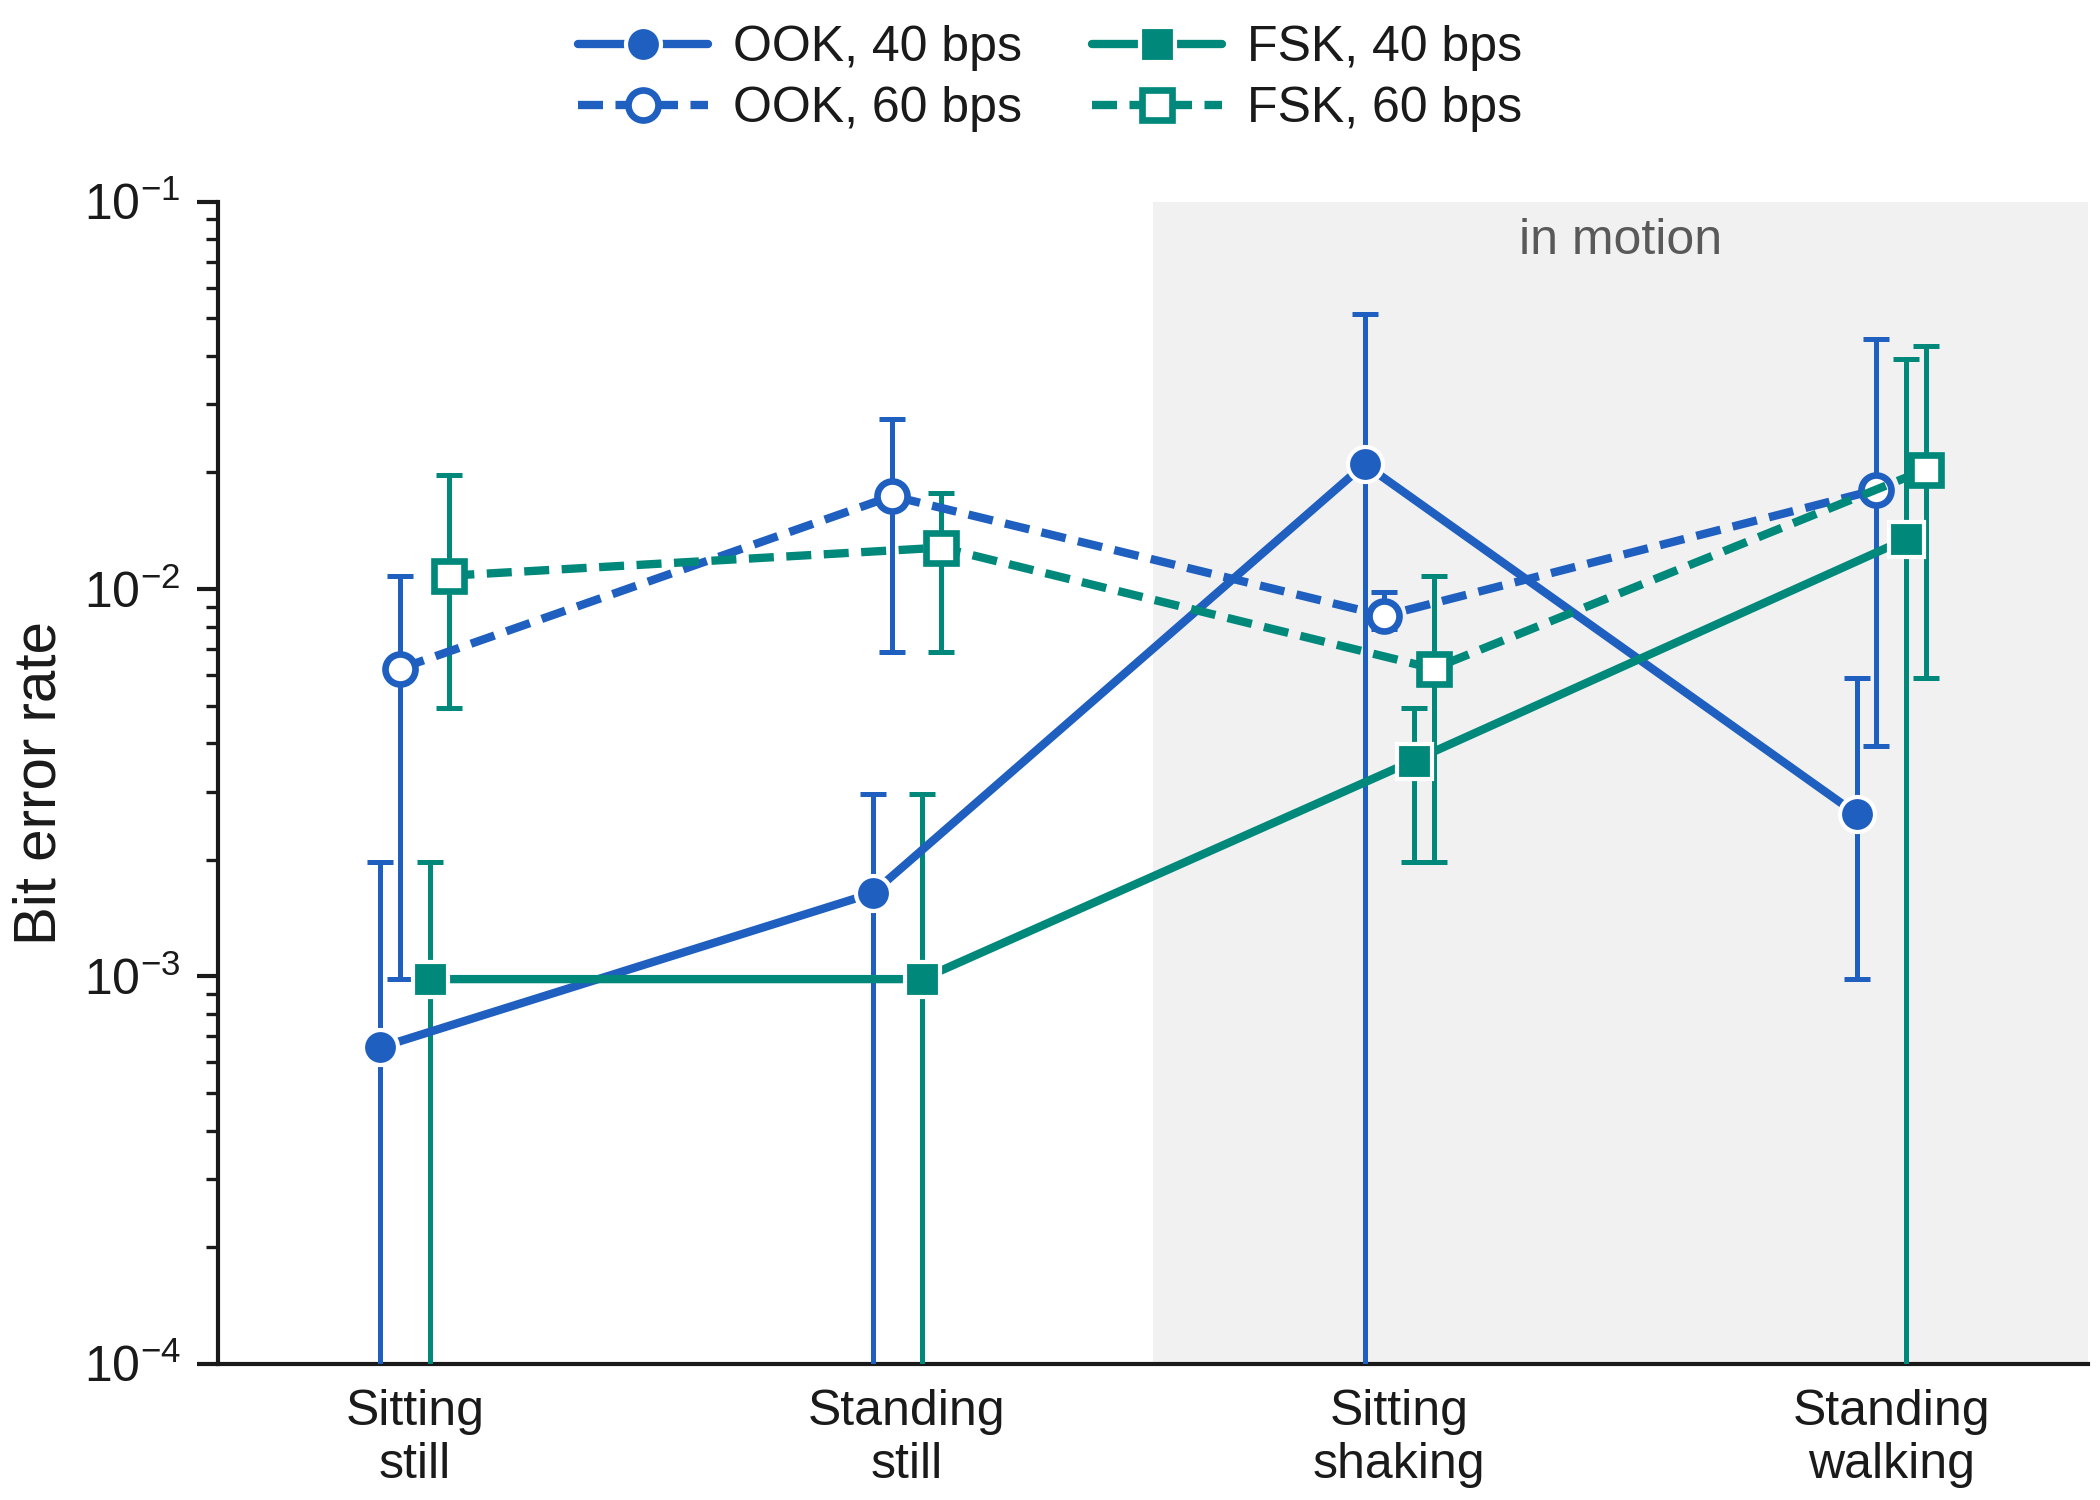 OOK, 40 bps
FSK, 40 bps
OOK, 60 bps
FSK, 60 bps
in motion
Bit error rate
10⁻¹
10⁻²
10⁻³
10⁻⁴
Sitting
still
Standing
still
Sitting
shaking
Standing
walking